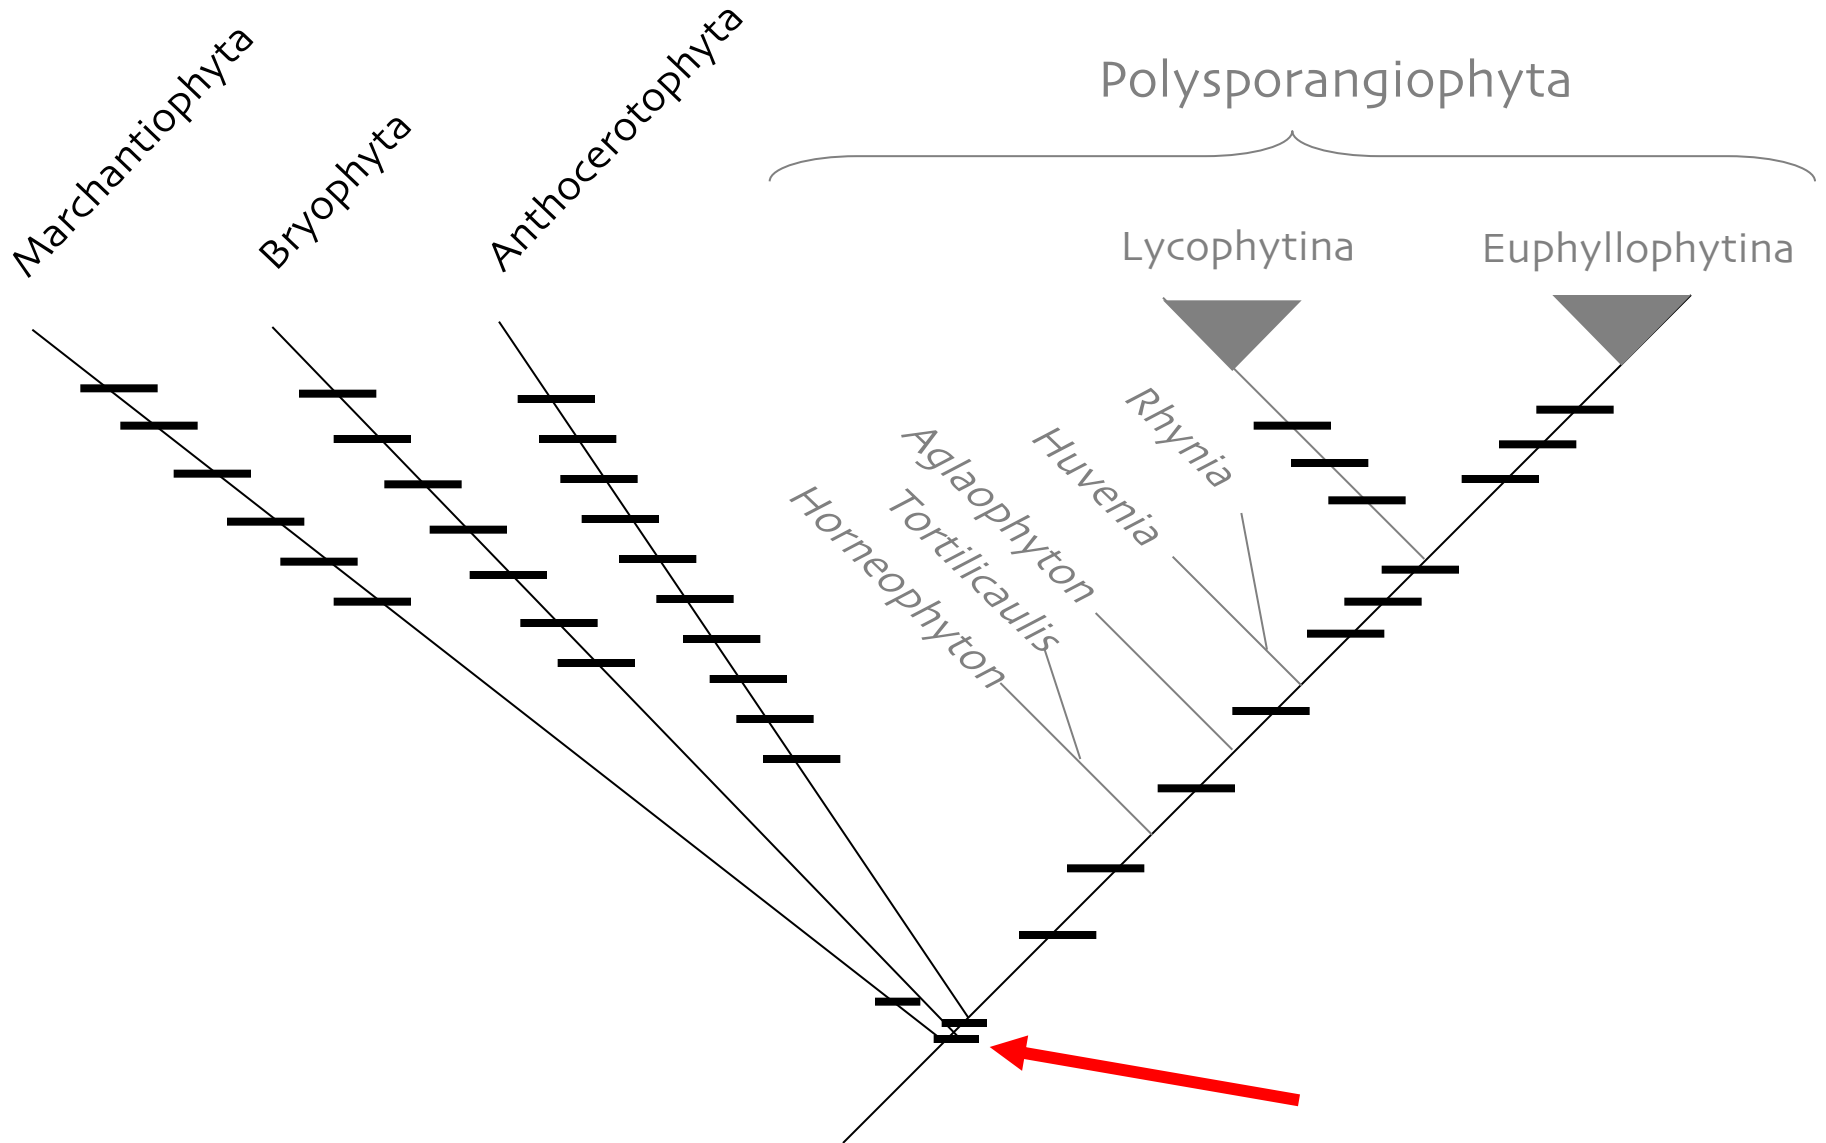 Marchantiophyta
Bryophyta
Anthocerotophyta
Polysporangiophyta
Lycophytina
Euphyllophytina
Horneophyton
Tortilicaulis
Aglaophyton
Huvenia
Rhynia